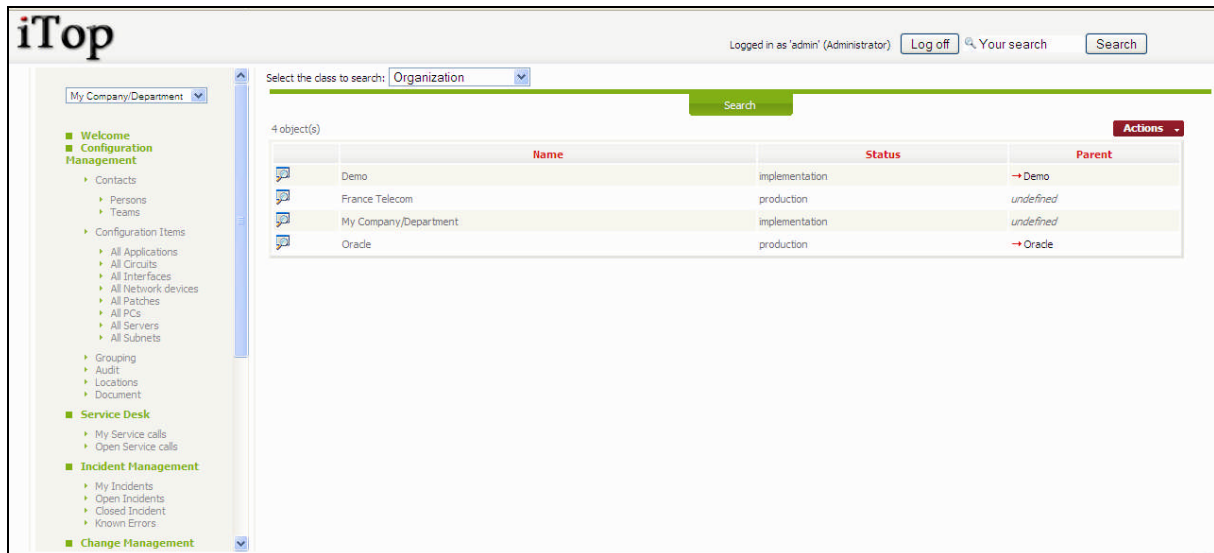 iTop
Logged in as 'admin' (Administrator) Log off Your search Search
My Company/Department
Welcome
Configuration
Management
Contacts
Persons
Teams
Configuration Items
All Applications
All Circuits
All Interfaces
All Network devices
All Patches
All PCs
All Servers
All Subnets
Grouping
Audit
Locations
Document
Service Desk
My Service calls
Open Service calls
Incident Management
My Incidents
Open Incidents
Closed Incident
Known Errors
Change Management
Select the class to search: Organization
Search
4 object(s) Actions
Name Status Parent
Demo implementation →Demo
France Telecom production undefined
My Company/Department implementation undefined
Oracle production →Oracle